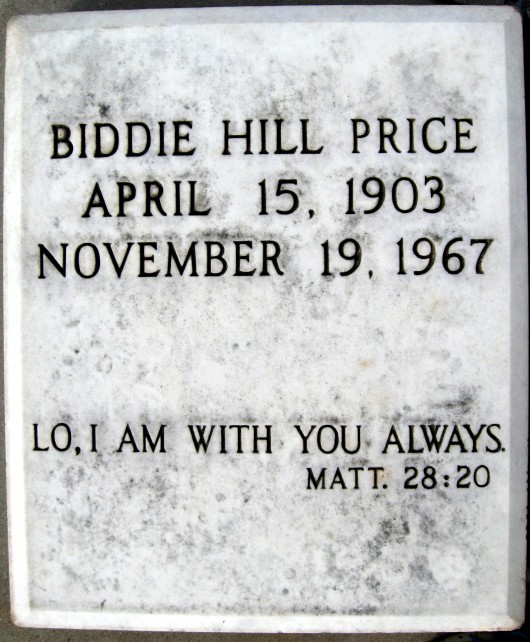 BIDDIE HILL PRICE
APRIL 15, 1903
NOVEMBER 19, 1967
LO, I AM WITH YOU ALWAYS.
MATT. 28:20